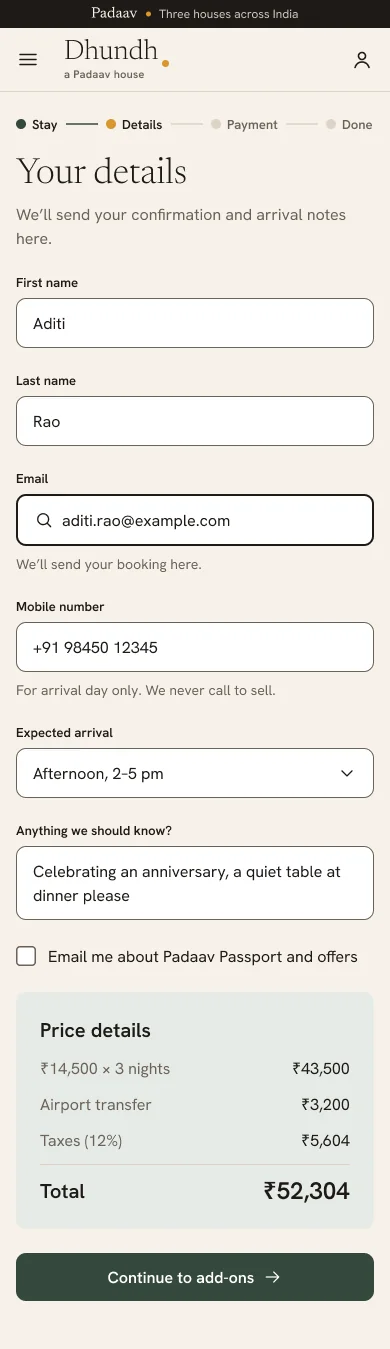 Padaav • Three houses across India
Dhundh
a Padaav house
Stay Details Payment Done
Your details
We’ll send your confirmation and arrival notes
here.
First name
Aditi
Last name
Rao
Email
aditi.rao@example.com
We’ll send your booking here.
Mobile number
+91 98450 12345
For arrival day only. We never call to sell.
Expected arrival
Afternoon, 2–5 pm
Anything we should know?
Celebrating an anniversary, a quiet table at
dinner please
Email me about Padaav Passport and offers
Price details
₹14,500 × 3 nights ₹43,500
Airport transfer ₹3,200
Taxes (12%) ₹5,604
Total ₹52,304
Continue to add-ons →